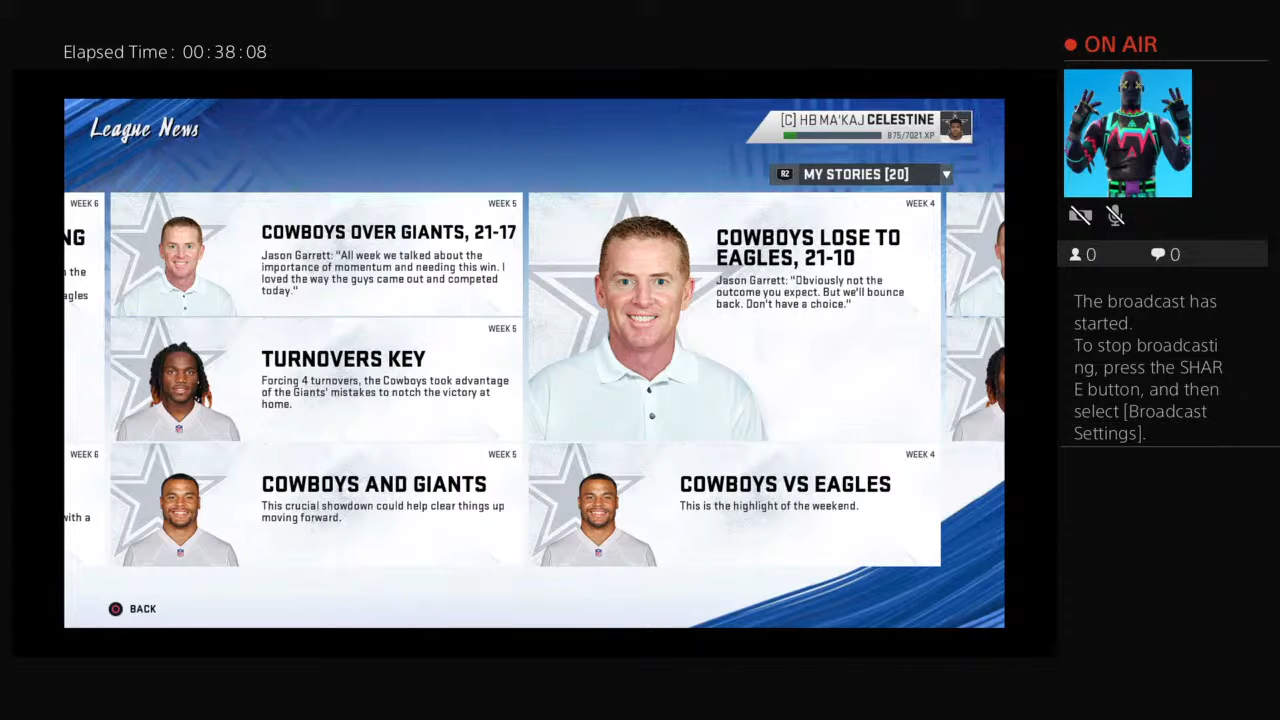 Elapsed Time: 00:38:08
ON AIR
League News
[C] HB MA'KAJ CELESTINE
875/7021 XP
R2 MY STORIES [20]
WEEK 6
NG
n the
agles
WEEK 5
COWBOYS OVER GIANTS, 21-17
Jason Garrett: "All week we talked about the
importance of momentum and needing this win. I
loved the way the guys came out and competed
today."
WEEK 4
COWBOYS LOSE TO
EAGLES, 21-10
Jason Garrett: "Obviously not the
outcome you expect. But we'll bounce
back. Don't have a choice."
WEEK 5
TURNOVERS KEY
Forcing 4 turnovers, the Cowboys took advantage
of the Giants' mistakes to notch the victory at
home.
WEEK 6
with a
WEEK 5
COWBOYS AND GIANTS
This crucial showdown could help clear things up
moving forward.
WEEK 4
COWBOYS VS EAGLES
This is the highlight of the weekend.
BACK
0
0
The broadcast has
started.
To stop broadcasti
ng, press the SHAR
E button, and then
select [Broadcast
Settings].